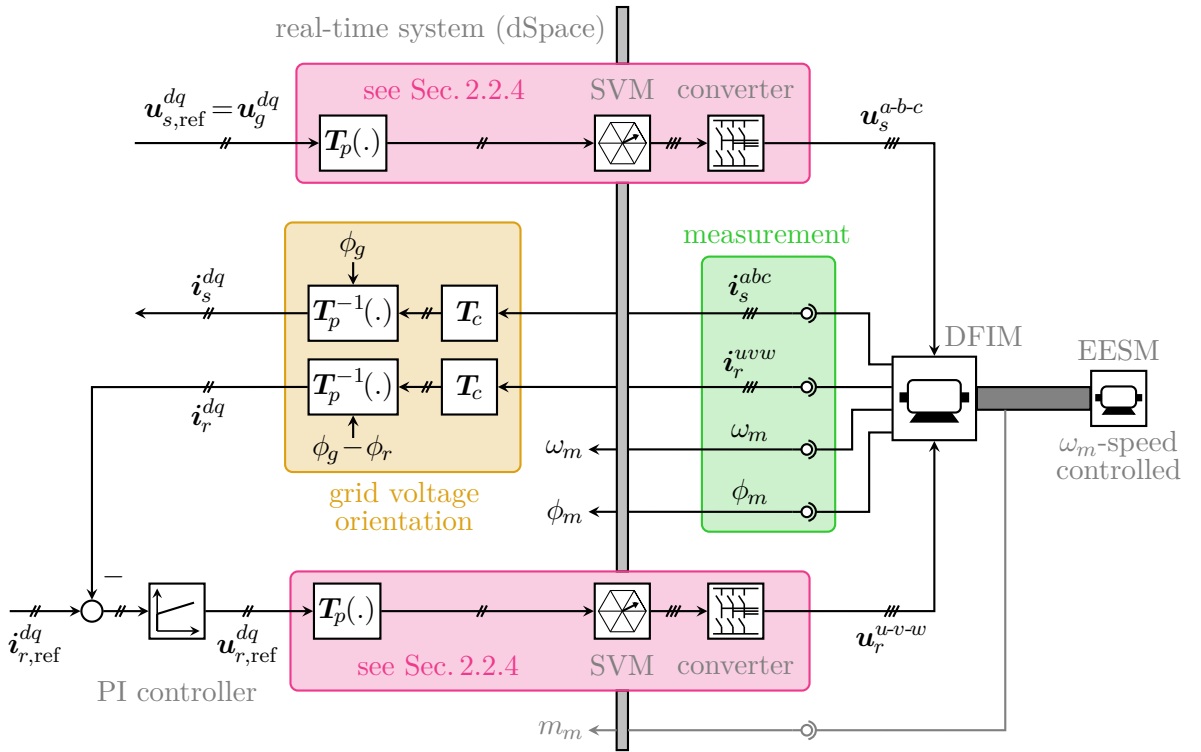 real-time system (dSpace)
see Sec. 2.2.4
SVM
converter
u_{s,ref}^{dq} = u_g^{dq}
T_p(.)
u_s^{a-b-c}
measurement
ϕ_g
i_s^{dq}
T_p^{-1}(.)
T_c
i_s^{abc}
DFIM
EESM
i_r^{uvw}
T_p^{-1}(.)
T_c
i_r^{dq}
ϕ_g − ϕ_r
ω_m
ω_m
ω_m-speed
controlled
grid voltage
orientation
ϕ_m
ϕ_m
−
i_{r,ref}^{dq}
u_{r,ref}^{dq}
T_p(.)
u_r^{u-v-w}
see Sec. 2.2.4
SVM
converter
PI controller
m_m